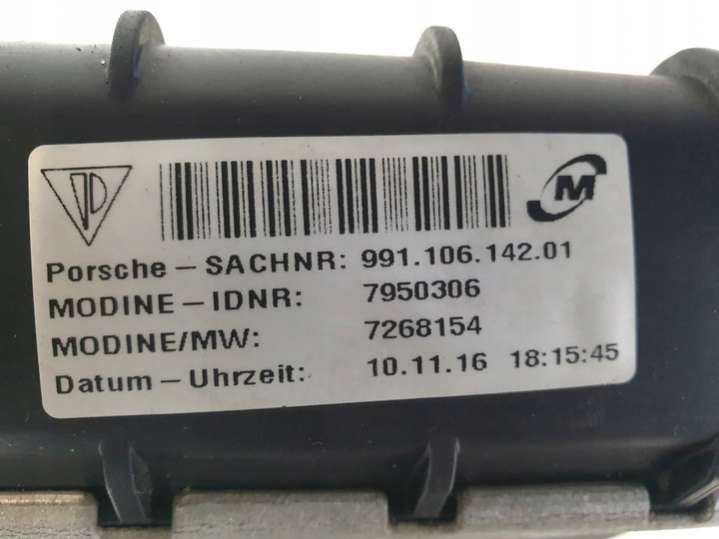 M
Porsche – SACHNR: 991.106.142.01
MODINE – IDNR: 7950306
MODINE/MW: 7268154
Datum – Uhrzeit: 10.11.16 18:15:45